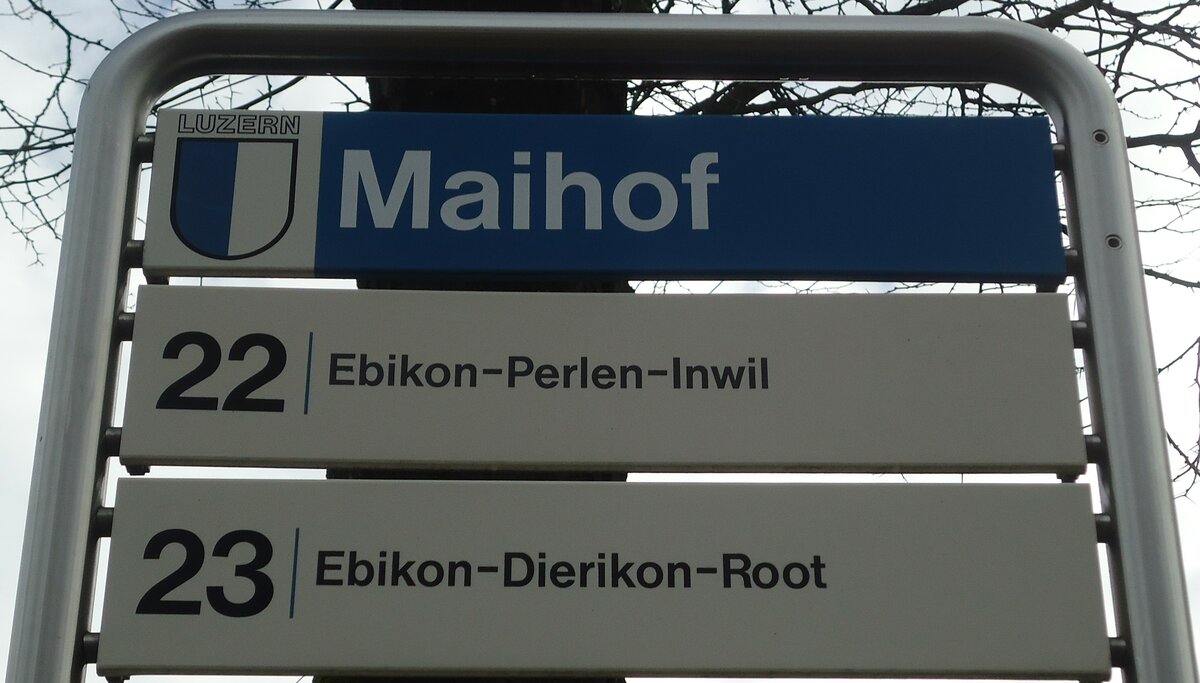 LUZERN
Maihof
22 Ebikon-Perlen-Inwil
23 Ebikon-Dierikon-Root